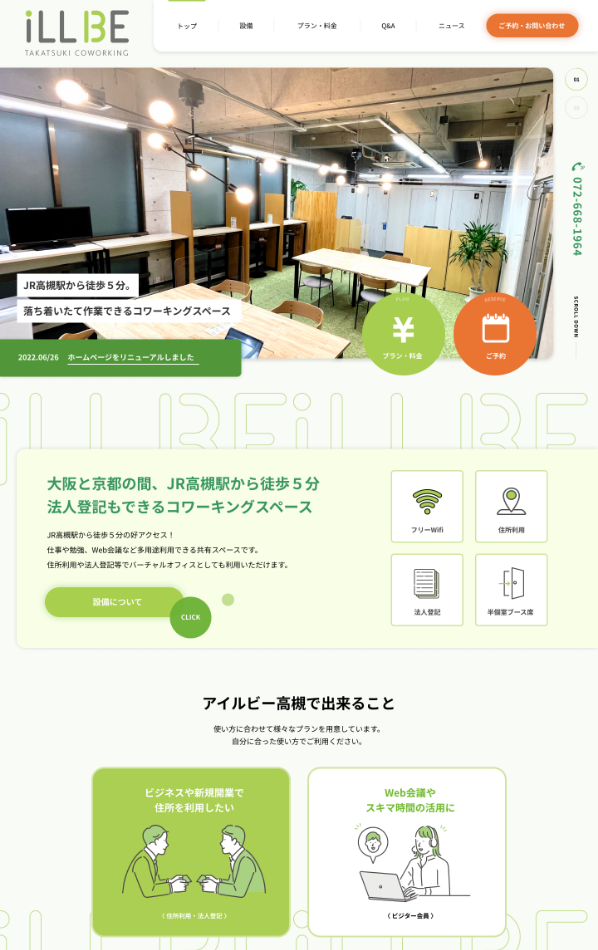 iLLBE
TAKATSUKI COWORKING
トップ
設備
プラン・料金
Q&A
ニュース
ご予約・お問い合わせ
01
072-668-1964
SCROLL DOWN
JR高槻駅から徒歩５分。
落ち着いたて作業できるコワーキングスペース
PLAN
プラン・料金
RESERVE
ご予約
2022.06/26 ホームページをリニューアルしました
iLLBEiLLBE
大阪と京都の間、JR高槻駅から徒歩５分
法人登記もできるコワーキングスペース
JR高槻駅から徒歩５分の好アクセス！
仕事や勉強、Web会議など多用途利用できる共有スペースです。
住所利用や法人登記等でバーチャルオフィスとしても利用いただけます。
設備について
CLICK
フリーWifi
住所利用
法人登記
半個室ブース席
アイルビー高槻で出来ること
使い方に合わせて様々なプランを用意しています。
自分に合った使い方でご利用ください。
ビジネスや新規開業で
住所を利用したい
〈 住所利用・法人登記 〉
Web会議や
スキマ時間の活用に
〈 ビジター会員 〉